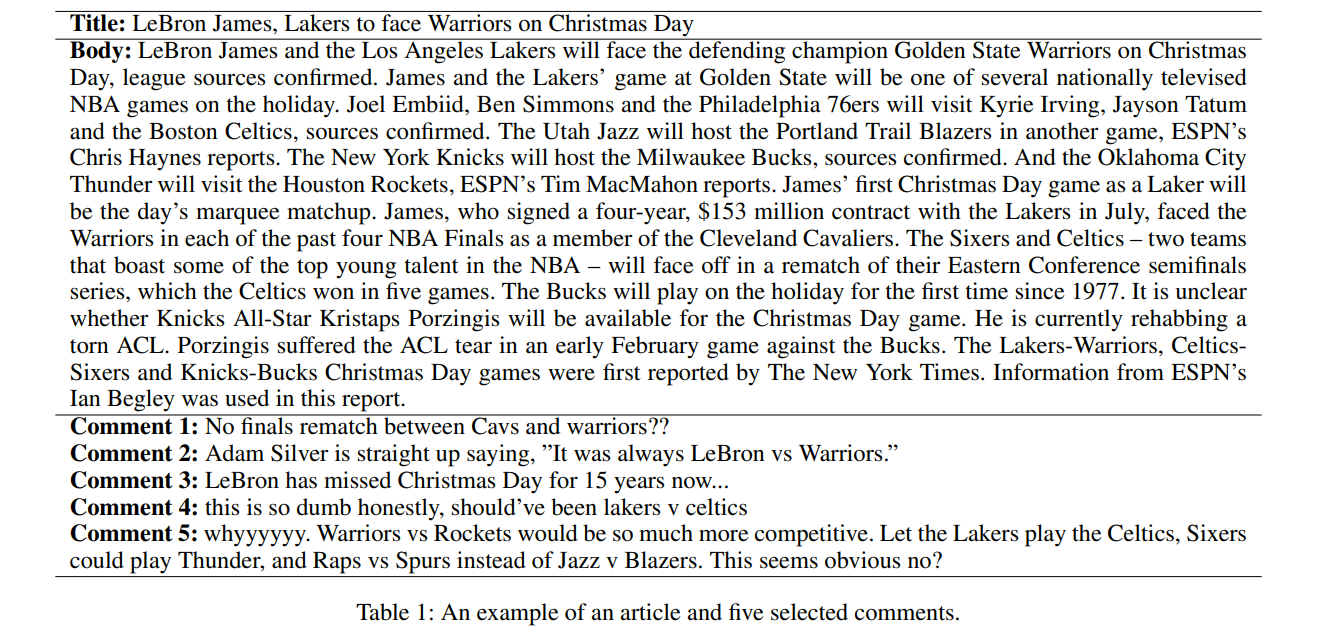 Title: LeBron James, Lakers to face Warriors on Christmas Day
Body: LeBron James and the Los Angeles Lakers will face the defending champion Golden State Warriors on Christmas
Day, league sources confirmed. James and the Lakers' game at Golden State will be one of several nationally televised
NBA games on the holiday. Joel Embiid, Ben Simmons and the Philadelphia 76ers will visit Kyrie Irving, Jayson Tatum
and the Boston Celtics, sources confirmed. The Utah Jazz will host the Portland Trail Blazers in another game, ESPN's
Chris Haynes reports. The New York Knicks will host the Milwaukee Bucks, sources confirmed. And the Oklahoma City
Thunder will visit the Houston Rockets, ESPN's Tim MacMahon reports. James' first Christmas Day game as a Laker will
be the day's marquee matchup. James, who signed a four-year, $153 million contract with the Lakers in July, faced the
Warriors in each of the past four NBA Finals as a member of the Cleveland Cavaliers. The Sixers and Celtics – two teams
that boast some of the top young talent in the NBA – will face off in a rematch of their Eastern Conference semifinals
series, which the Celtics won in five games. The Bucks will play on the holiday for the first time since 1977. It is unclear
whether Knicks All-Star Kristaps Porzingis will be available for the Christmas Day game. He is currently rehabbing a
torn ACL. Porzingis suffered the ACL tear in an early February game against the Bucks. The Lakers-Warriors, Celtics-
Sixers and Knicks-Bucks Christmas Day games were first reported by The New York Times. Information from ESPN's
Ian Begley was used in this report.
Comment 1: No finals rematch between Cavs and warriors??
Comment 2: Adam Silver is straight up saying, ”It was always LeBron vs Warriors.”
Comment 3: LeBron has missed Christmas Day for 15 years now...
Comment 4: this is so dumb honestly, should've been lakers v celtics
Comment 5: whyyyyyy. Warriors vs Rockets would be so much more competitive. Let the Lakers play the Celtics, Sixers
could play Thunder, and Raps vs Spurs instead of Jazz v Blazers. This seems obvious no?
Table 1: An example of an article and five selected comments.